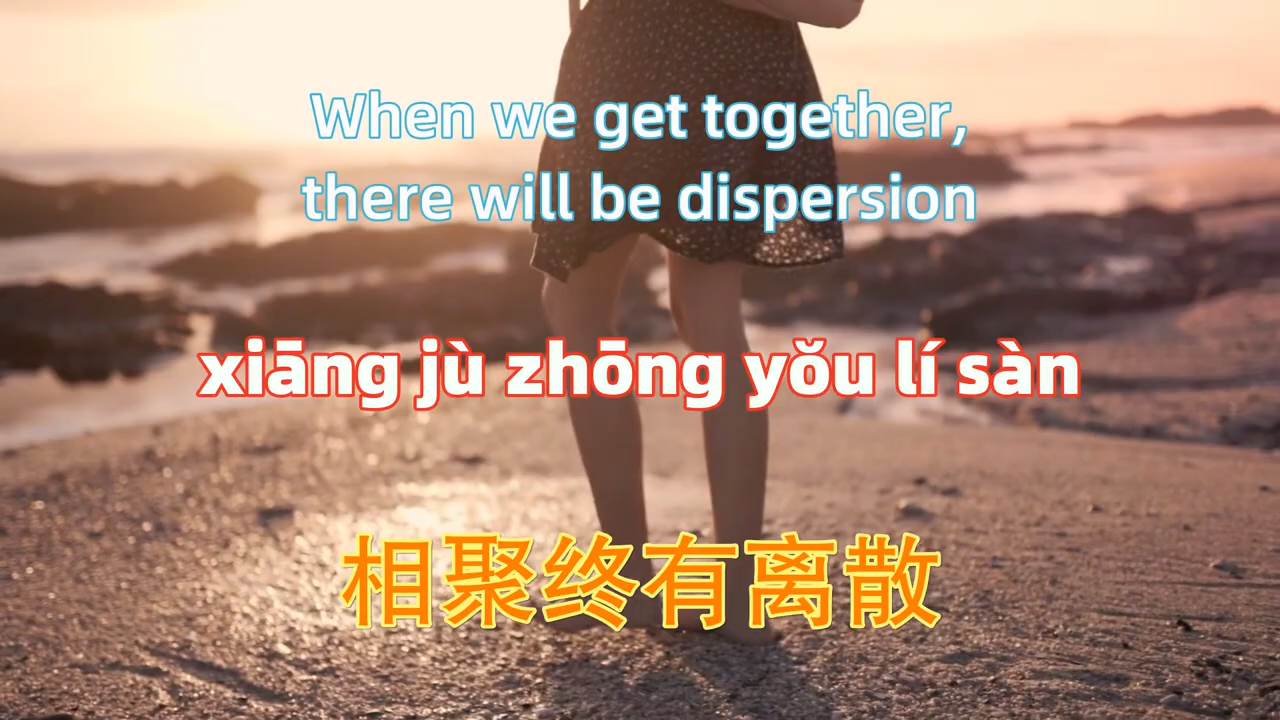 When we get together,
there will be dispersion
xiāng jù zhōng yǒu lí sàn
相聚终有离散